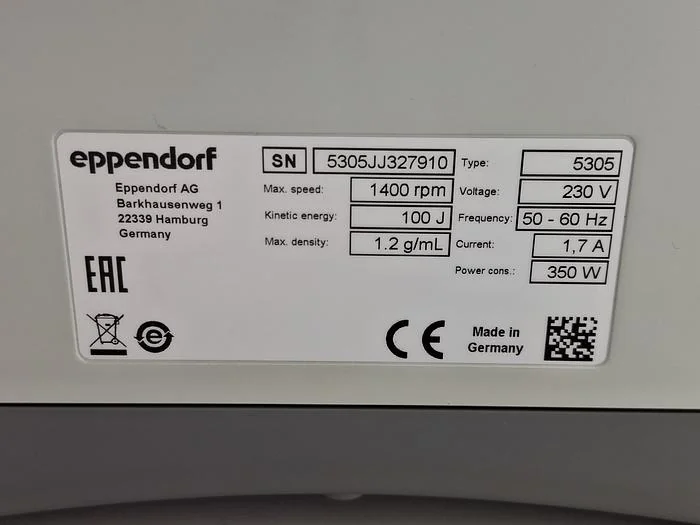 eppendorf
Eppendorf AG
Barkhausenweg 1
22339 Hamburg
Germany
EAC
SN 5305JJ327910
Max. speed: 1400 rpm
Kinetic energy: 100 J
Max. density: 1.2 g/mL
Type: 5305
Voltage: 230 V
Frequency: 50 - 60 Hz
Current: 1,7 A
Power cons.: 350 W
e
CE
Made in
Germany